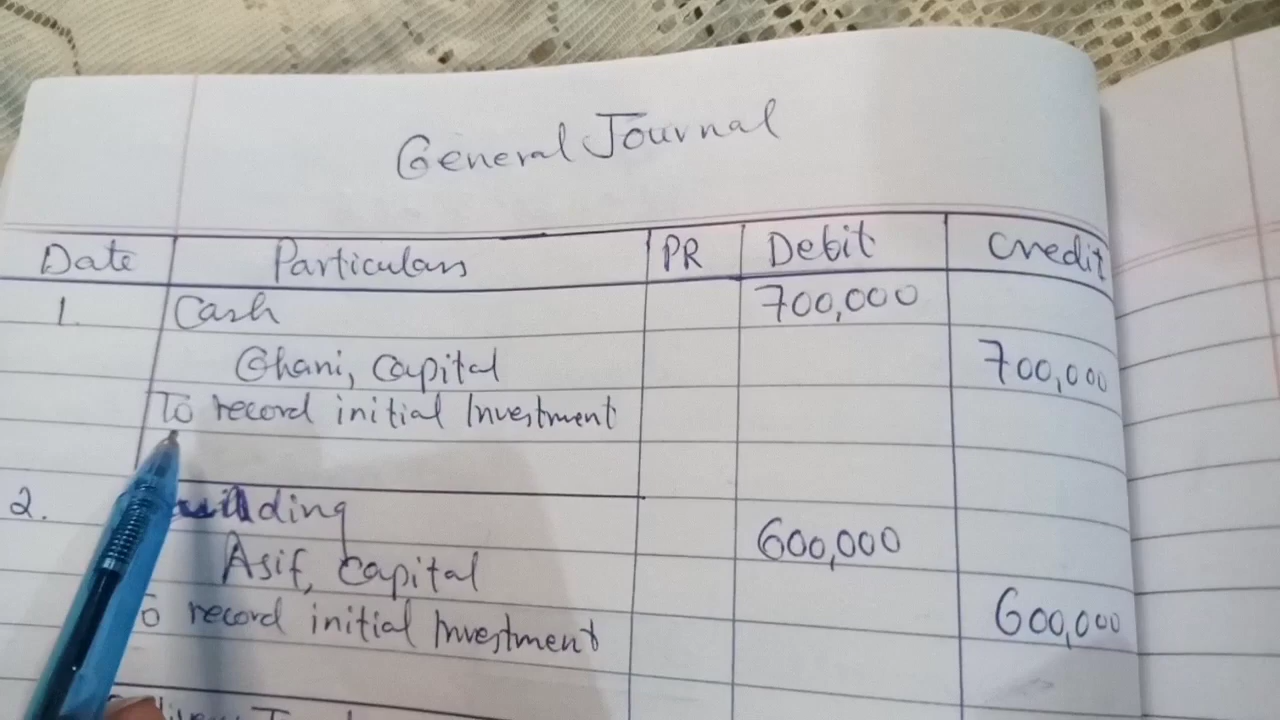 General Journal
Date Particulars PR Debit Credit
1. Cash 700,000
Ghani, Capital 700,000
To record initial Investment
2. 600,000
Asif, Capital
record initial Investment 600,000